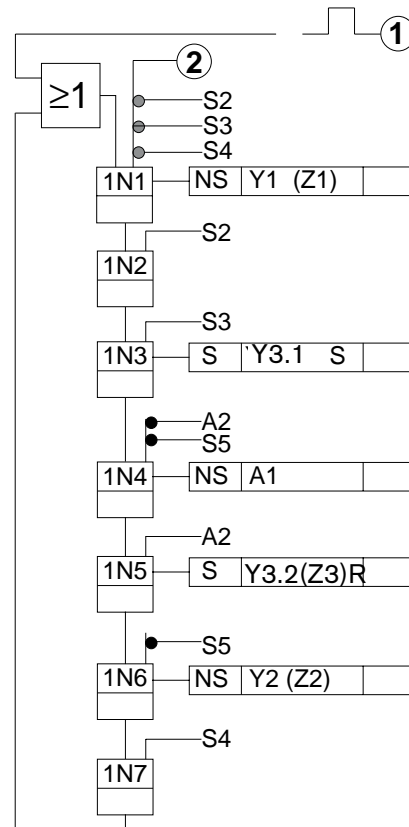 1
2
≥1
S2
S3
S4
1N1 NS Y1 (Z1)
S2
1N2
S3
1N3 S Y3.1 S
A2
S5
1N4 NS A1
A2
1N5 S Y3.2(Z3)R
S5
1N6 NS Y2 (Z2)
S4
1N7